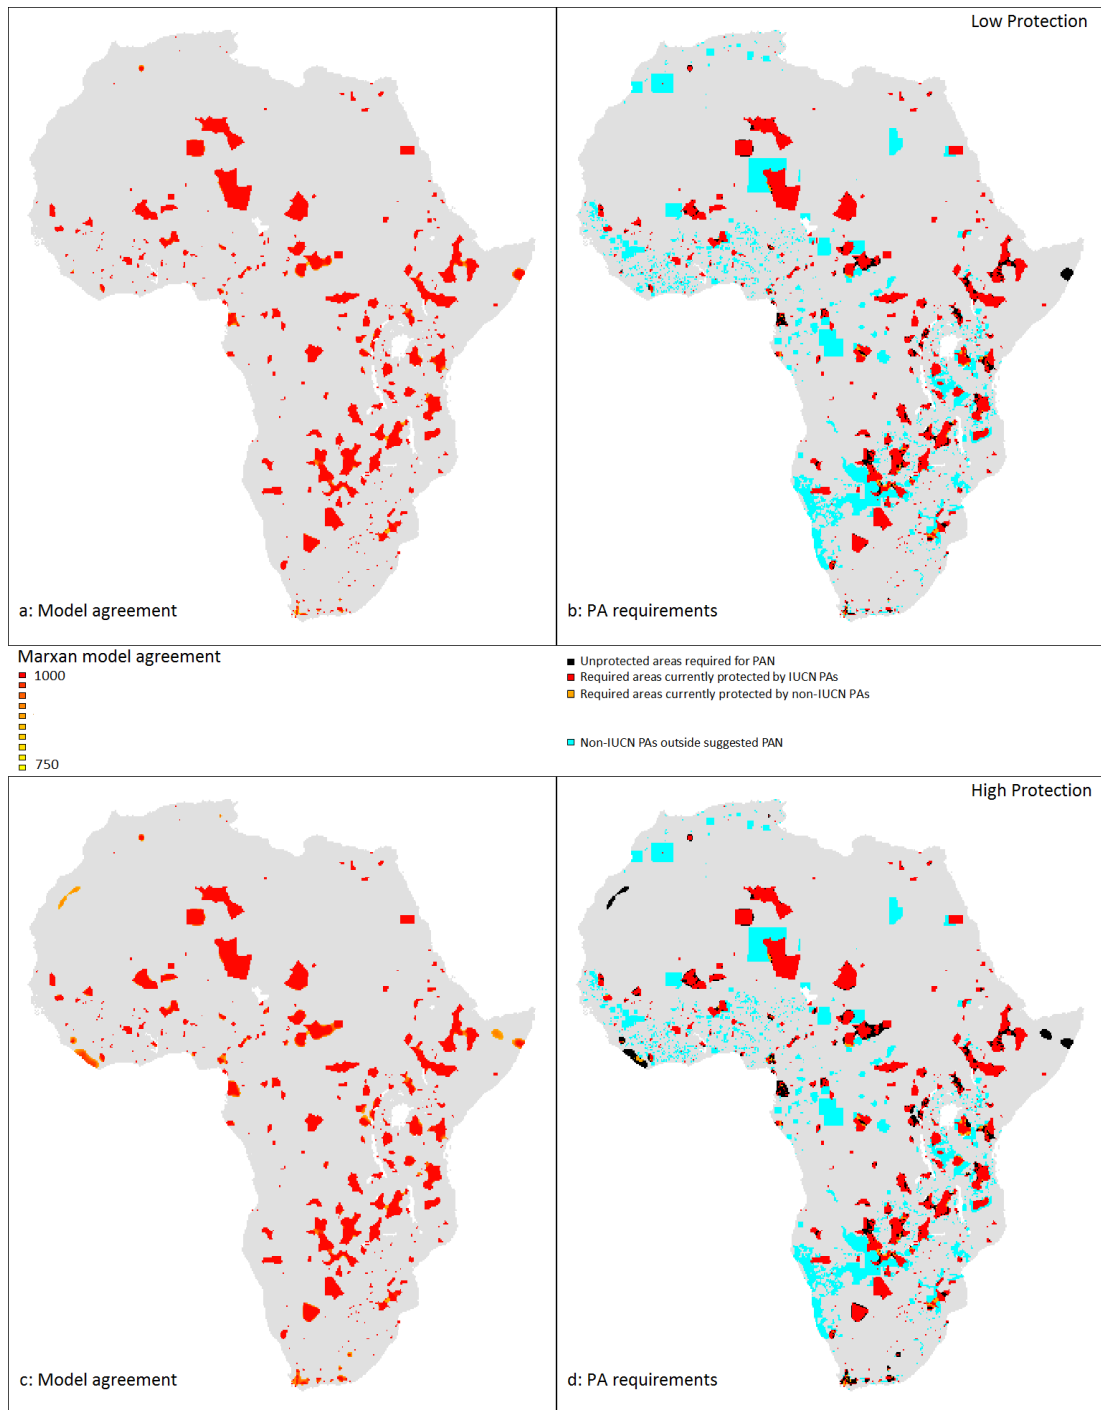 Low Protection
a: Model agreement
b: PA requirements
Marxan model agreement
1000
750
Unprotected areas required for PAN
Required areas currently protected by IUCN PAs
Required areas currently protected by non-IUCN PAs
Non-IUCN PAs outside suggested PAN
High Protection
c: Model agreement
d: PA requirements